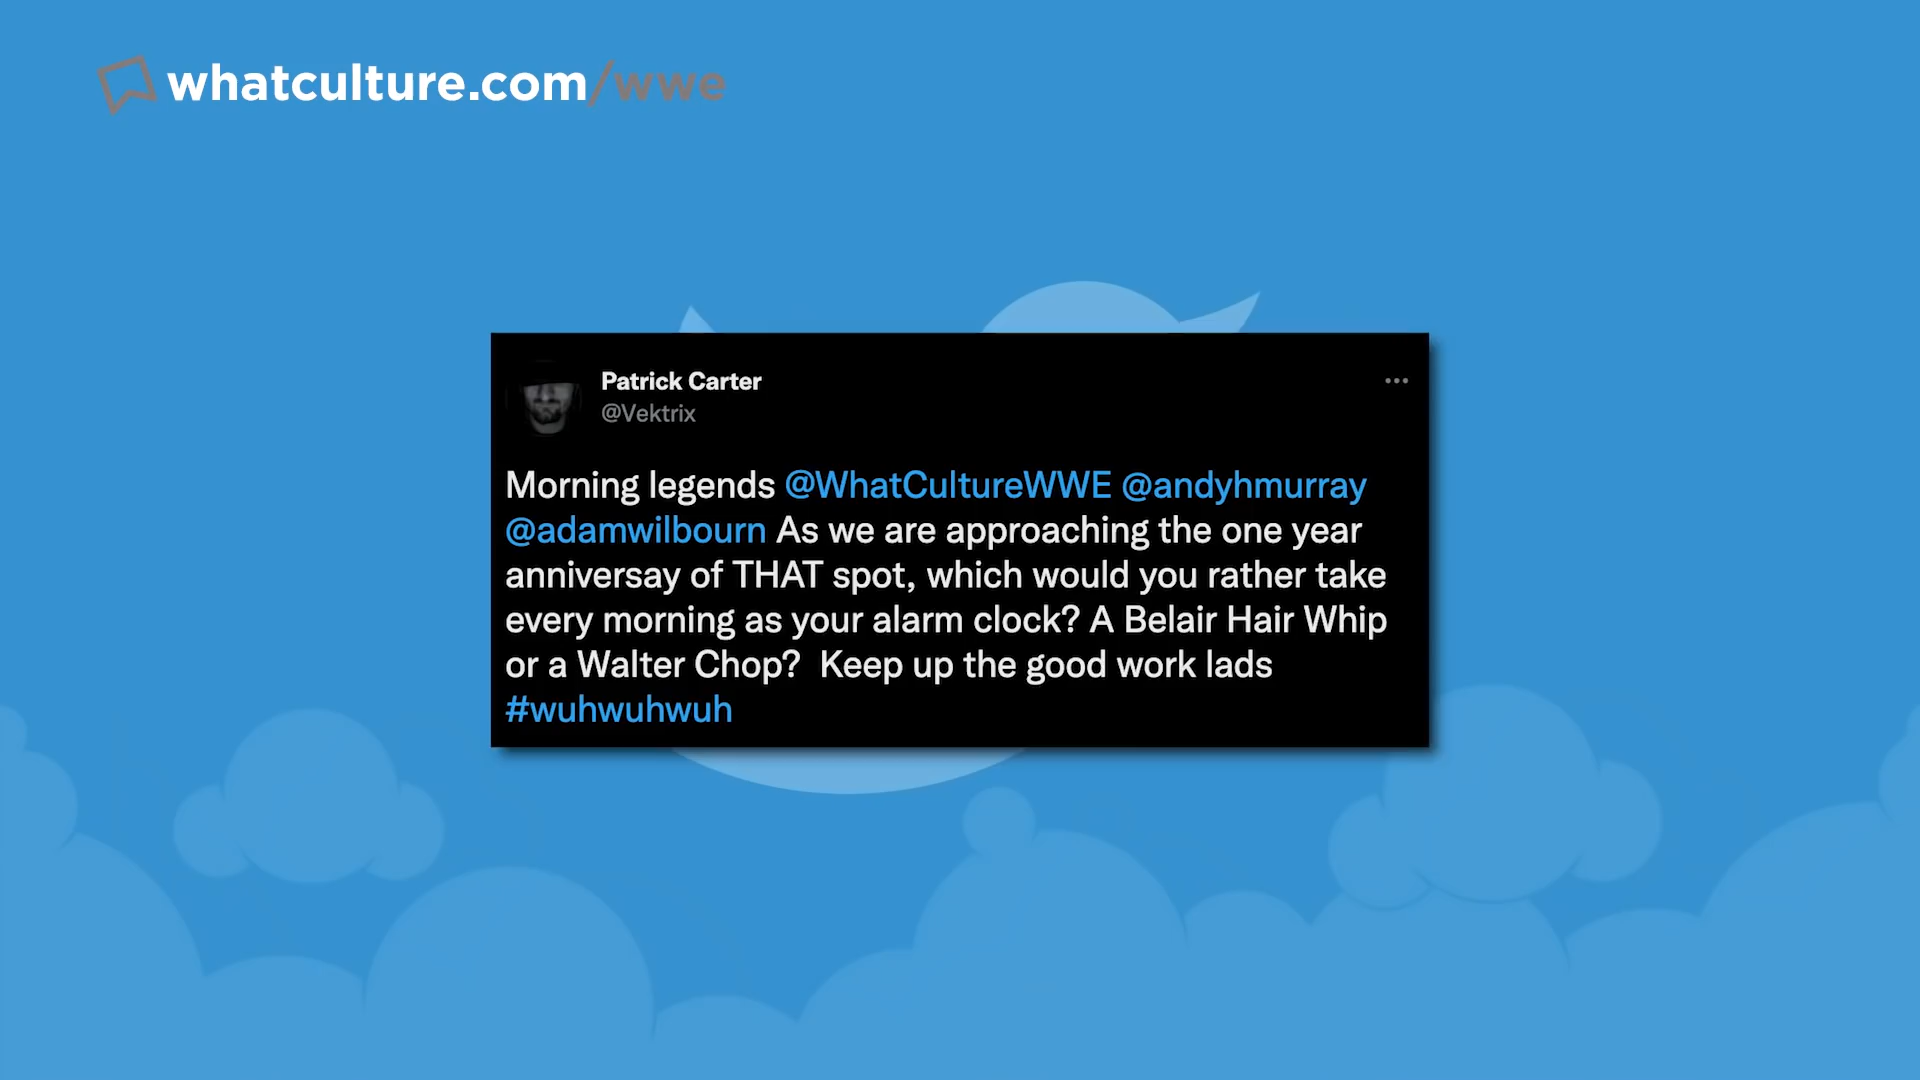 whatculture.com/wwe
Patrick Carter
@Vektrix
Morning legends @WhatCultureWWE @andyhmurray
@adamwilbourn As we are approaching the one year
anniversay of THAT spot, which would you rather take
every morning as your alarm clock? A Belair Hair Whip
or a Walter Chop?  Keep up the good work lads
#wuhwuhwuh